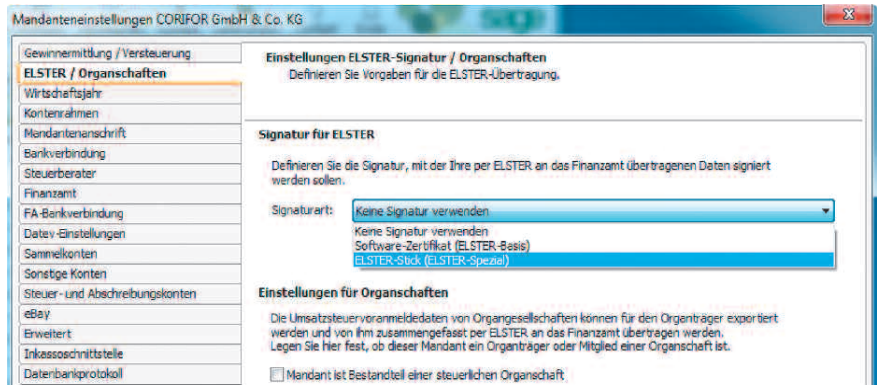 Mandanteneinstellungen CORIFOR GmbH & Co. KG
Gewinnermittlung / Versteuerung
ELSTER / Organschaften
Wirtschaftsjahr
Kontenrahmen
Mandantenanschrift
Bankverbindung
Steuerberater
Finanzamt
FA-Bankverbindung
Datev-Einstellungen
Sammelkonten
Sonstige Konten
Steuer- und Abschreibungskonten
eBay
Erweitert
Inkassoschnittstelle
Datenbankprotokoll
Einstellungen ELSTER-Signatur / Organschaften
Definieren Sie Vorgaben für die ELSTER-Übertragung.
Signatur für ELSTER
Definieren Sie die Signatur, mit der Ihre per ELSTER an das Finanzamt übertragenen Daten signiert
werden sollen.
Signaturart: Keine Signatur verwenden
Keine Signatur verwenden
Software-Zertifikat (ELSTER-Basis)
ELSTER-Stick (ELSTER-Spezial)
Einstellungen für Organschaften
Die Umsatzsteuervoranmeldedaten von Organgesellschaften können für den Organträger exportiert
werden und von ihm zusammengefasst per ELSTER an das Finanzamt übertragen werden.
Legen Sie hier fest, ob dieser Mandant ein Organträger oder Mitglied einer Organschaft ist.
Mandant ist Bestandteil einer steuerlichen Organschaft